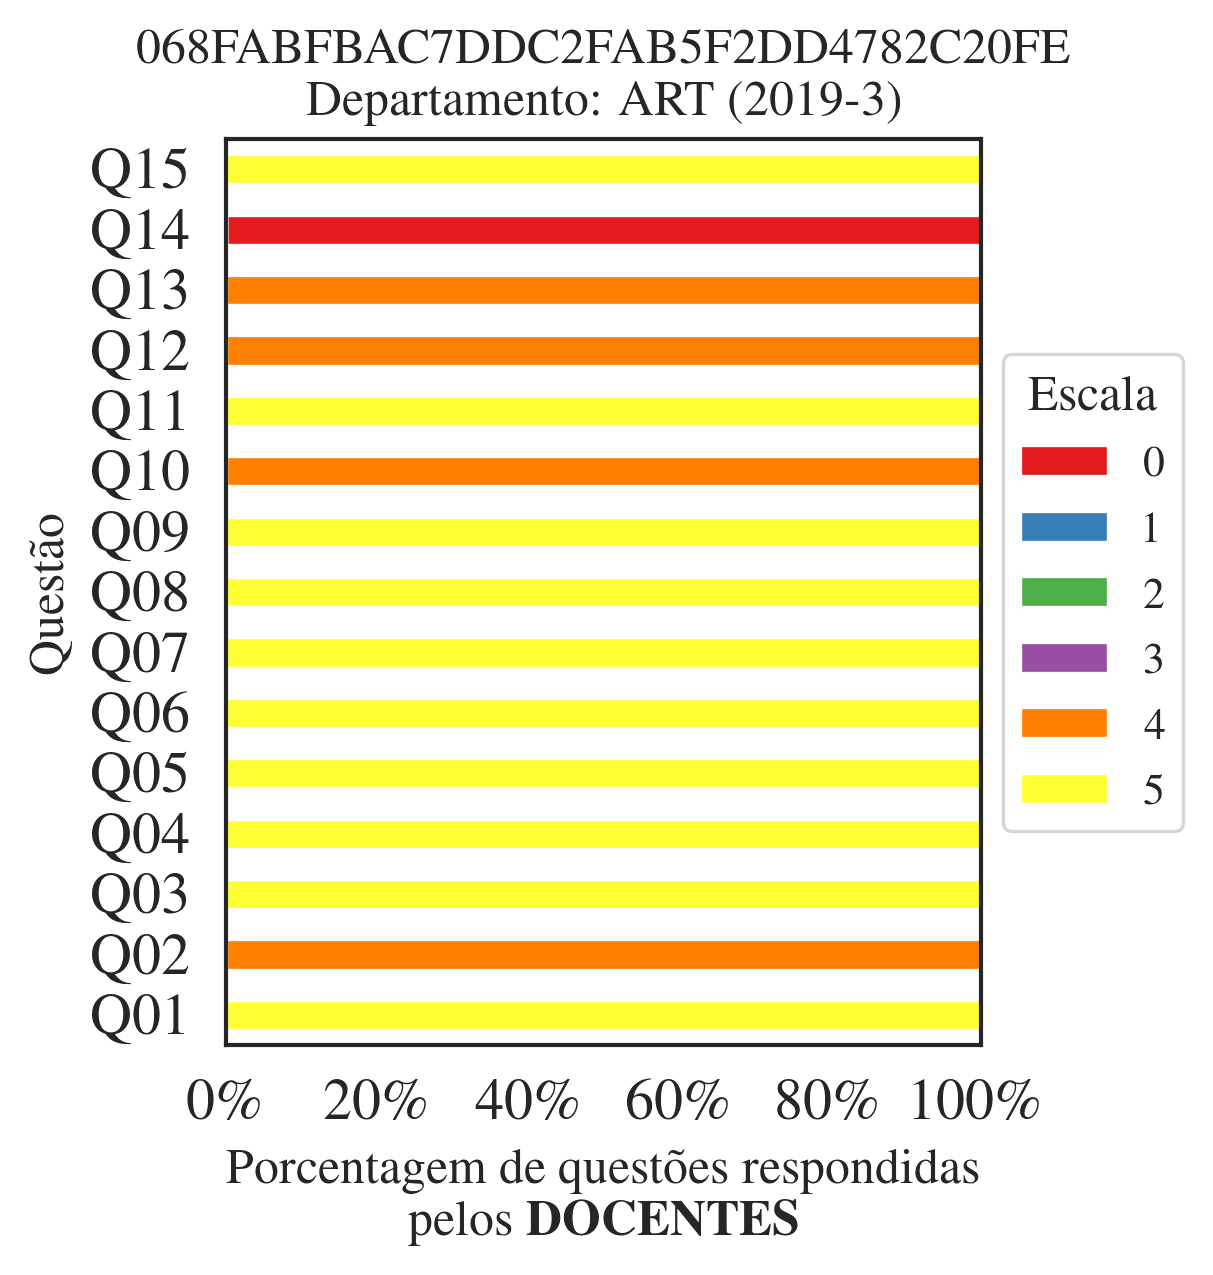 068FABFBAC7DDC2FAB5F2DD4782C20FE
Departamento: ART (2019-3)
Questão
Q15
Q14
Q13
Q12
Q11
Q10
Q09
Q08
Q07
Q06
Q05
Q04
Q03
Q02
Q01
0% 20% 40% 60% 80% 100%
Porcentagem de questões respondidas
pelos DOCENTES
Escala
0
1
2
3
4
5